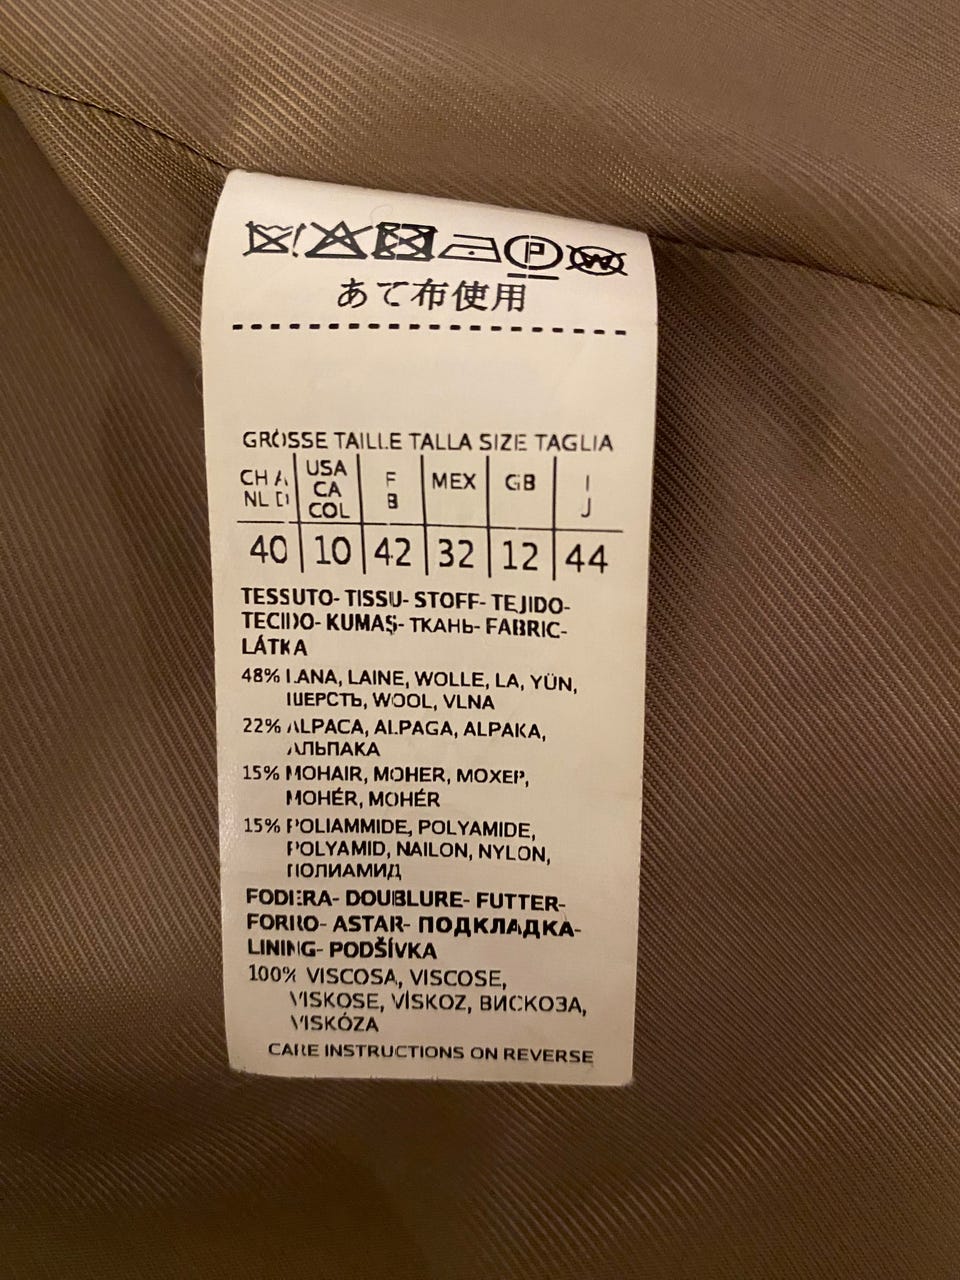 P W
あて布使用
GRÖSSE TAILLE TALLA SIZE TAGLIA
CH A USA F MEX GB I
NL D CA B J
COL
40 10 42 32 12 44
TESSUTO- TISSU- STOFF- TEJIDO-
TECIDO- KUMAŞ- ТКАНЬ- FABRIC-
LÁTKA
48% LANA, LAINE, WOLLE, LA, YÜN,
ШЕРСТЬ, WOOL, VLNA
22% ALPACA, ALPAGA, ALPAKA,
АЛЬПАКА
15% MOHAIR, MOHER, МОХЕР,
MOHÉR, MOHÉR
15% POLIAMMIDE, POLYAMIDE,
POLYAMID, NAILON, NYLON,
ПОЛИАМИД
FODERA- DOUBLURE- FUTTER-
FORRO- ASTAR- ПОДКЛАДКА-
LINING- PODŠÍVKA
100% VISCOSA, VISCOSE,
VISKOSE, VİSKOZ, ВИСКОЗА,
VISKÓZA
CARE INSTRUCTIONS ON REVERSE